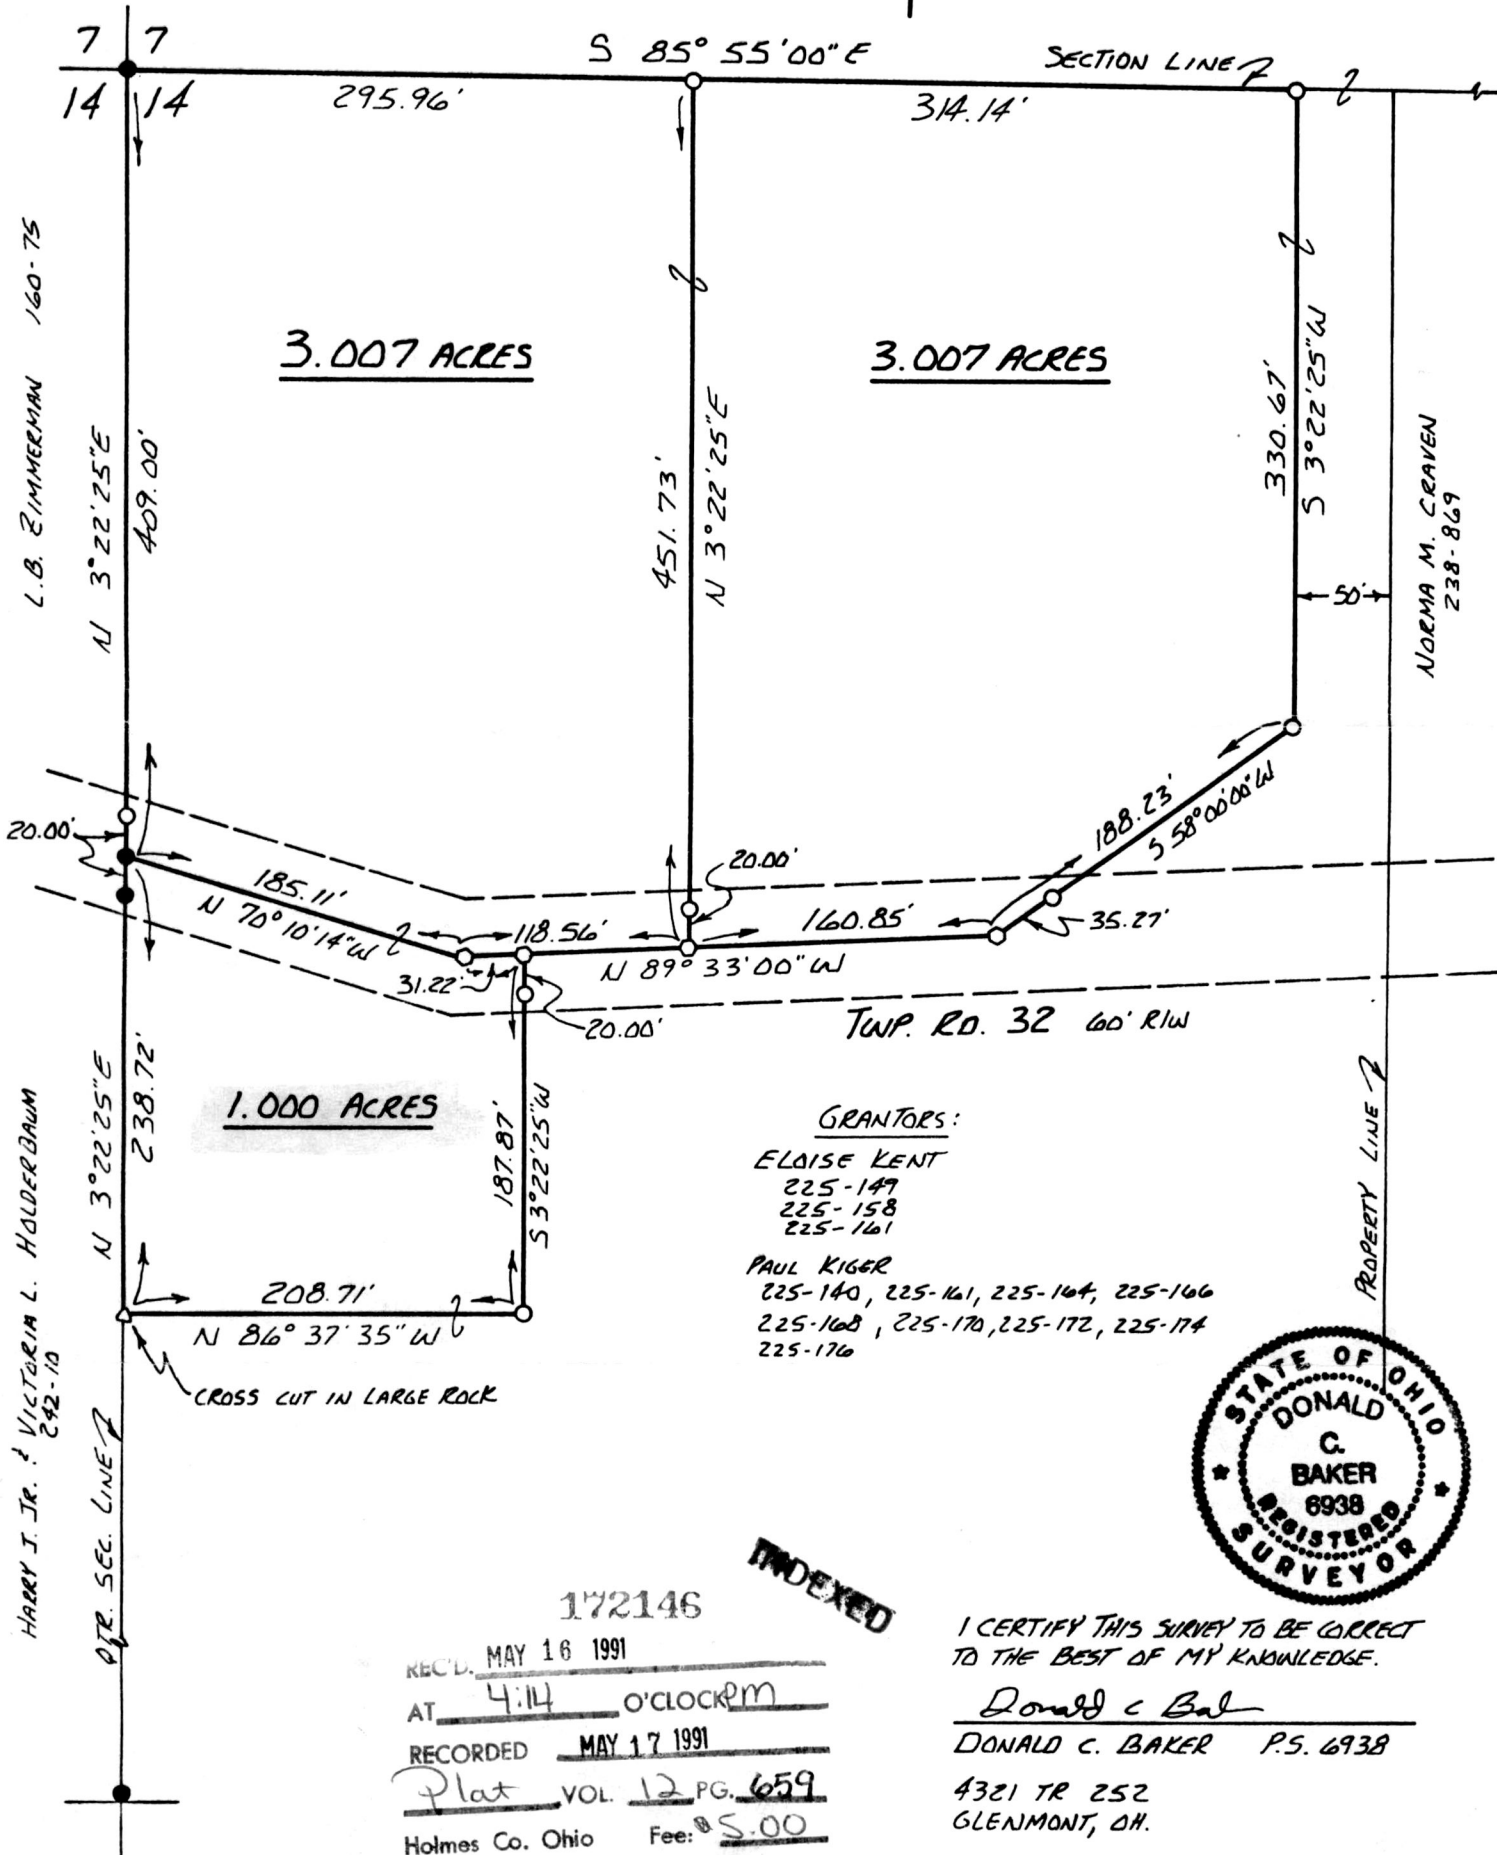 7 7
14 14
S 85° 55' 00" E
SECTION LINE
295.96'
314.14'
L.B. ZIMMERMAN 160-75
N 3° 22' 25" E
409.00'
3.007 ACRES
451.73'
N 3° 22' 25" E
3.007 ACRES
330.67'
S 3° 22' 25" W
50'
NORMA M. CRAVEN
238-869
20.00'
185.11'
N 70° 10' 14" W
118.56'
31.22'
20.00'
N 89° 33' 00" W
160.85'
188.23'
S 58° 00' 00" W
35.27'
20.00'
TWP. RD. 32 60' R/W
N 3° 22' 25" E
238.72'
1.000 ACRES
187.87'
S 3° 22' 25" W
208.71'
N 86° 37' 35" W
CROSS CUT IN LARGE ROCK
HARRY J. JR. & VICTORIA L. HOLDERBAUM
242-10
QTR. SEC. LINE
GRANTORS:
ELOISE KENT
225-149
225-158
225-161
PAUL KIGER
225-140, 225-161, 225-164, 225-166
225-168, 225-170, 225-172, 225-174
225-176
PROPERTY LINE
STATE OF OHIO
DONALD
C.
BAKER
6938
REGISTERED
SURVEYOR
INDEXED
172146
REC'D. MAY 16 1991
AT 4:14 O'CLOCK PM
RECORDED MAY 17 1991
Plat VOL. 12 PG. 659
Holmes Co. Ohio Fee: $5.00
I CERTIFY THIS SURVEY TO BE CORRECT
TO THE BEST OF MY KNOWLEDGE.
Donald C Bak
DONALD C. BAKER P.S. 6938
4321 TR 252
GLENMONT, OH.